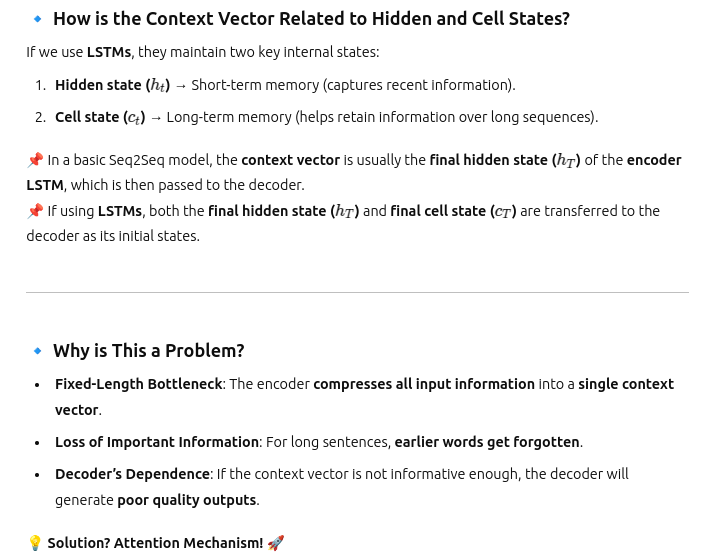 🔹 How is the Context Vector Related to Hidden and Cell States?
If we use LSTMs, they maintain two key internal states:
1. Hidden state (hₜ) → Short-term memory (captures recent information).
2. Cell state (cₜ) → Long-term memory (helps retain information over long sequences).
📌 In a basic Seq2Seq model, the context vector is usually the final hidden state (h_T) of the encoder
LSTM, which is then passed to the decoder.
📌 If using LSTMs, both the final hidden state (h_T) and final cell state (c_T) are transferred to the
decoder as its initial states.
🔹 Why is This a Problem?
• Fixed-Length Bottleneck: The encoder compresses all input information into a single context
vector.
• Loss of Important Information: For long sentences, earlier words get forgotten.
• Decoder’s Dependence: If the context vector is not informative enough, the decoder will
generate poor quality outputs.
💡 Solution? Attention Mechanism! 🚀